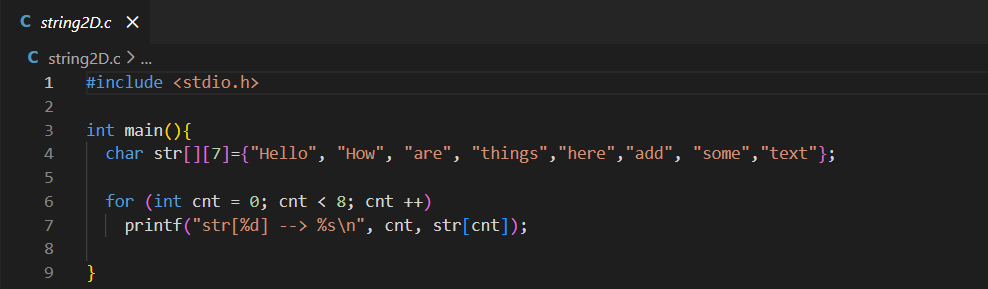 C string2D.c ×
C string2D.c > ...
1 #include <stdio.h>
2
3 int main(){
4 char str[][7]={"Hello", "How", "are", "things","here","add", "some","text"};
5
6 for (int cnt = 0; cnt < 8; cnt ++)
7 printf("str[%d] --> %s\n", cnt, str[cnt]);
8
9 }